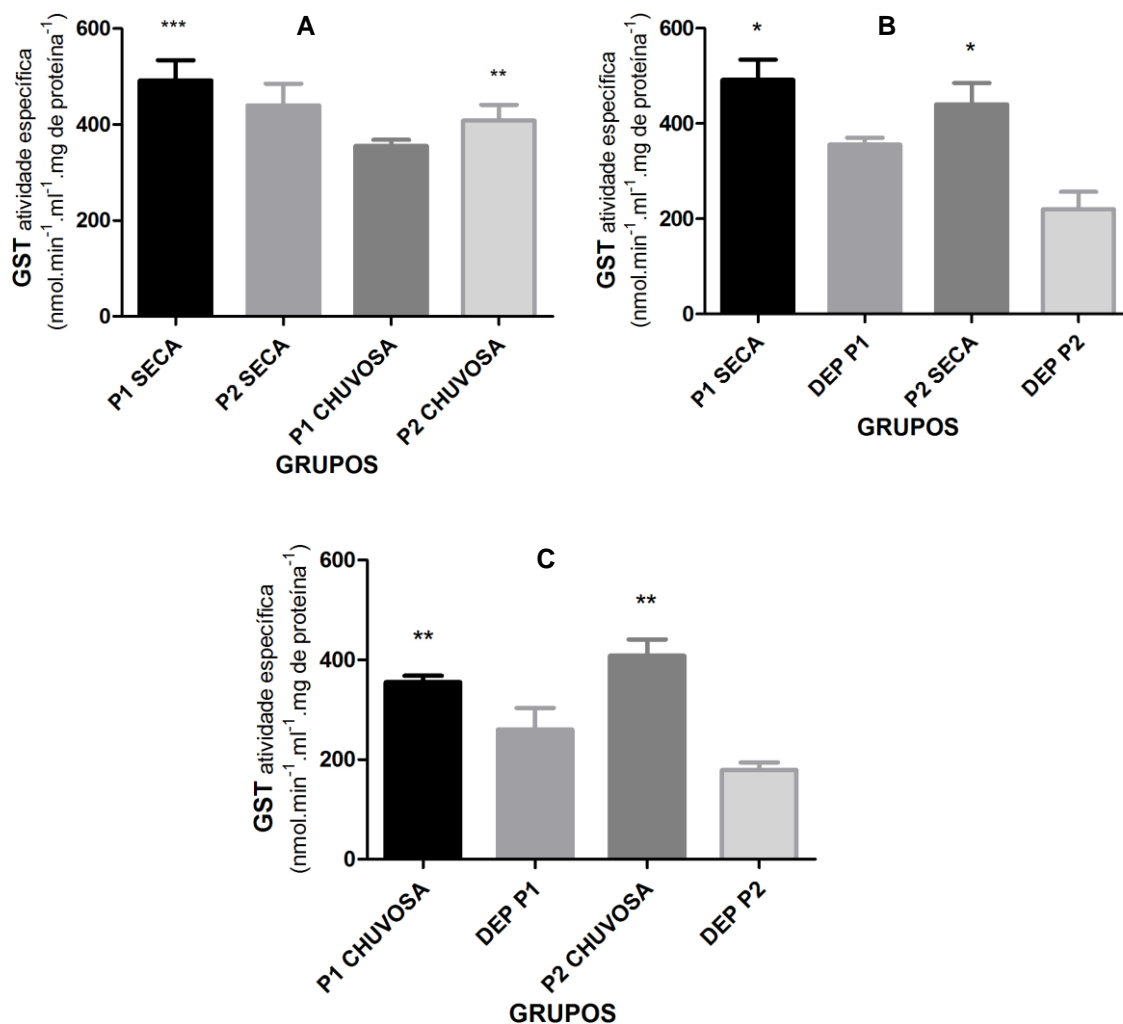 A
***
**
600
400
200
0
GST atividade específica
(nmol.min⁻¹.ml⁻¹.mg de proteína⁻¹)
P1 SECA
P2 SECA
P1 CHUVOSA
P2 CHUVOSA
GRUPOS
B
*
*
600
400
200
0
GST atividade específica
(nmol.min⁻¹.ml⁻¹.mg de proteína⁻¹)
P1 SECA
DEP P1
P2 SECA
DEP P2
GRUPOS
C
**
**
600
400
200
0
GST atividade específica
(nmol.min⁻¹.ml⁻¹.mg de proteína⁻¹)
P1 CHUVOSA
DEP P1
P2 CHUVOSA
DEP P2
GRUPOS